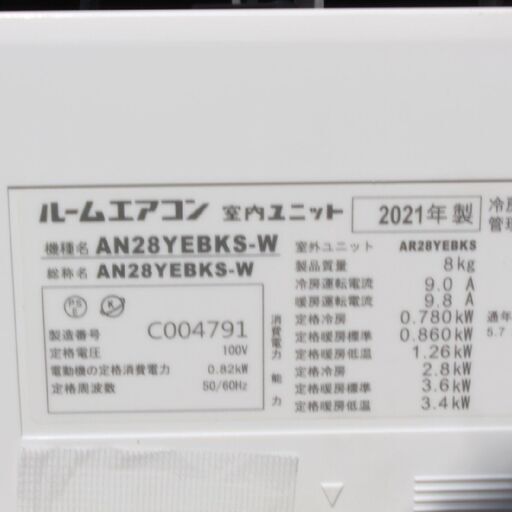 ルームエアコン 室内ユニット 2021年製
機種名 AN28YEBKS-W
総称名 AN28YEBKS-W
PS E
製造番号 C004791
定格電圧 100V
電動機の定格消費電力 0.82kW
定格周波数 50/60Hz
室外ユニット AR28YEBKS
製品質量 8kg
冷房運転電流 9.0 A
暖房運転電流 9.8 A
消費電力 定格冷房 0.780kW
定格暖房標準 0.860kW
定格暖房低温 1.26kW
能力 定格冷房 2.8kW
定格暖房標準 3.6kW
定格暖房低温 3.4kW
冷房
管理
通年
5.7